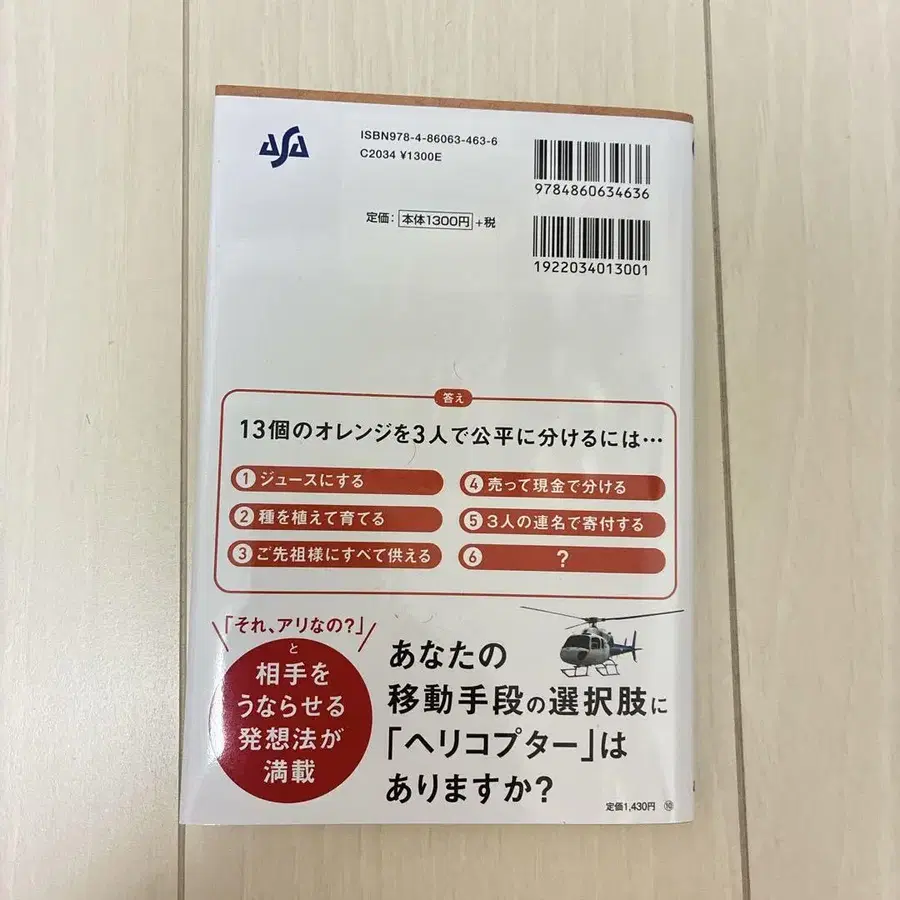 ASA
ISBN978-4-86063-463-6
C2034 ¥1300E
9784860634636
定価: 本体1300円 +税
1922034013001
答え
13個のオレンジを3人で公平に分けるには…
1 ジュースにする
2 種を植えて育てる
3 ご先祖様にすべて供える
4 売って現金で分ける
5 3人の連名で寄付する
6 ?
「それ、アリなの?」
と
相手を
うならせる
発想法が
満載
あなたの
移動手段の選択肢に
「ヘリコプター」は
ありますか?
定価1,430円 ⑩